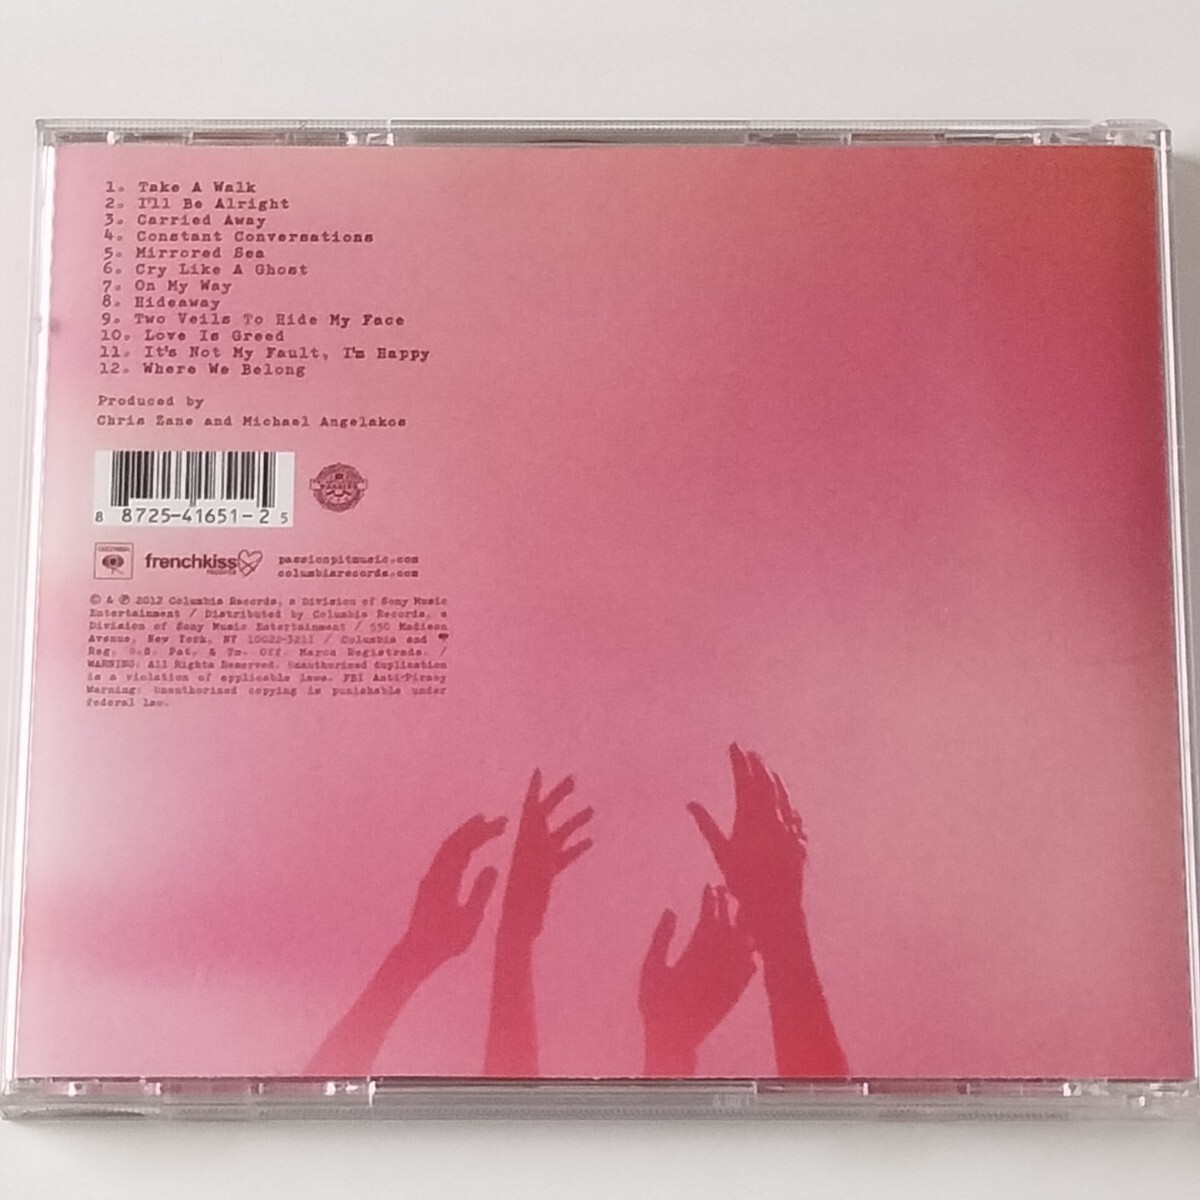 1. Take A Walk
2. I'll Be Alright
3. Carried Away
4. Constant Conversations
5. Mirrored Sea
6. Cry Like A Ghost
7. On My Way
8. Hideaway
9. Two Veils To Hide My Face
10. Love Is Greed
11. It's Not My Fault, I'm Happy
12. Where We Belong
Produced by
Chris Zane and Michael Angelakos
8 87254-16512 5
COLUMBIA
frenchkiss
records
passionpitmusic.com
columbiarecords.com
© & ℗ 2012 Columbia Records, a Division of Sony Music
Entertainment / Distributed by Columbia Records, a
Division of Sony Music Entertainment / 550 Madison
Avenue, New York, NY 10022-3211 / Columbia and
Reg. U.S. Pat. & Tm. Off. Marca Registrada. /
WARNING: All Rights Reserved. Unauthorized duplication
is a violation of applicable laws. FBI Anti-Piracy
Warning: Unauthorized copying is punishable under
federal law.